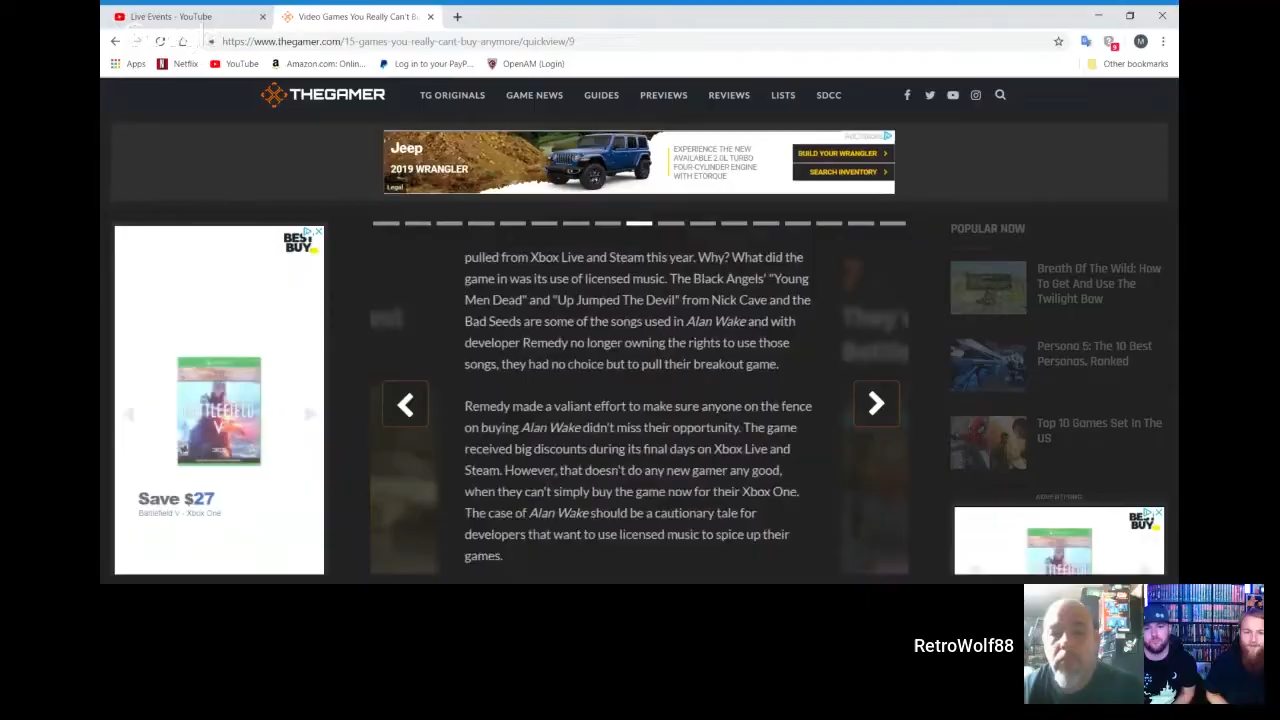 Live Events - YouTube
Video Games You Really Can't B
https://www.thegamer.com/15-games-you-really-cant-buy-anymore/quickview/9
9
M
Apps
Netflix
YouTube
Amazon.com: Onlin...
Log in to your PayP...
OpenAM (Login)
Other bookmarks
THEGAMER
TG ORIGINALS
GAME NEWS
GUIDES
PREVIEWS
REVIEWS
LISTS
SDCC
Jeep
2019 WRANGLER
Legal
EXPERIENCE THE NEW
AVAILABLE 2.0L TURBO
FOUR-CYLINDER ENGINE
WITH ETORQUE
BUILD YOUR WRANGLER
SEARCH INVENTORY
BEST
BUY
BATTLEFIELD V
Save $27
Battlefield V - Xbox One
pulled from Xbox Live and Steam this year. Why? What did the
game in was its use of licensed music. The Black Angels' "Young
Men Dead" and "Up Jumped The Devil" from Nick Cave and the
Bad Seeds are some of the songs used in Alan Wake and with
developer Remedy no longer owning the rights to use those
songs, they had no choice but to pull their breakout game.
Remedy made a valiant effort to make sure anyone on the fence
on buying Alan Wake didn't miss their opportunity. The game
received big discounts during its final days on Xbox Live and
Steam. However, that doesn't do any new gamer any good,
when they can't simply buy the game now for their Xbox One.
The case of Alan Wake should be a cautionary tale for
developers that want to use licensed music to spice up their
games.
7
POPULAR NOW
Breath Of The Wild: How
To Get And Use The
Twilight Bow
Persona 5: The 10 Best
Personas, Ranked
Top 10 Games Set In The
US
BEST
BUY
RetroWolf88